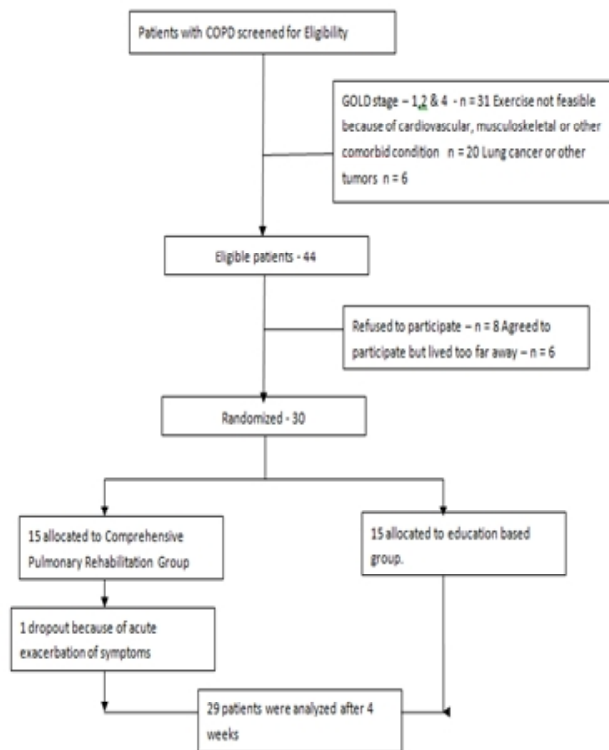 Patients with COPD screened for Eligibility
GOLD stage – 1,2 & 4 - n = 31 Exercise not feasible
because of cardiovascular, musculoskeletal or other
comorbid condition n = 20 Lung cancer or other
tumors n = 6
Eligible patients - 44
Refused to participate – n = 8 Agreed to
participate but lived too far away – n = 6
Randomized - 30
15 allocated to Comprehensive
Pulmonary Rehabilitation Group
15 allocated to education based
group.
1 dropout because of acute
exacerbation of symptoms
29 patients were analyzed after 4
weeks